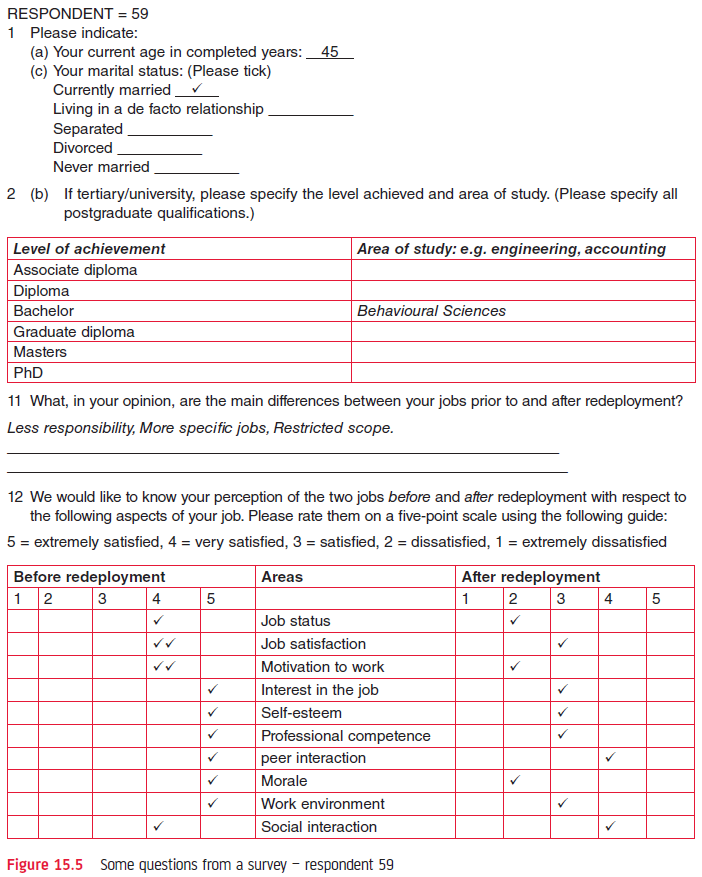 RESPONDENT = 59
1 Please indicate:
(a) Your current age in completed years: 45
(c) Your marital status: (Please tick)
Currently married ✓
Living in a de facto relationship
Separated
Divorced
Never married
2 (b) If tertiary/university, please specify the level achieved and area of study. (Please specify all
postgraduate qualifications.)
Level of achievement Area of study: e.g. engineering, accounting
Associate diploma
Diploma
Bachelor Behavioural Sciences
Graduate diploma
Masters
PhD
11 What, in your opinion, are the main differences between your jobs prior to and after redeployment?
Less responsibility, More specific jobs, Restricted scope.
12 We would like to know your perception of the two jobs before and after redeployment with respect to
the following aspects of your job. Please rate them on a five-point scale using the following guide:
5 = extremely satisfied, 4 = very satisfied, 3 = satisfied, 2 = dissatisfied, 1 = extremely dissatisfied
Before redeployment Areas After redeployment
1 2 3 4 5 1 2 3 4 5
✓ Job status ✓
✓✓ Job satisfaction ✓
✓✓ Motivation to work ✓
✓ Interest in the job ✓
✓ Self-esteem ✓
✓ Professional competence ✓
✓ peer interaction ✓
✓ Morale ✓
✓ Work environment ✓
✓ Social interaction ✓
Figure 15.5 Some questions from a survey – respondent 59